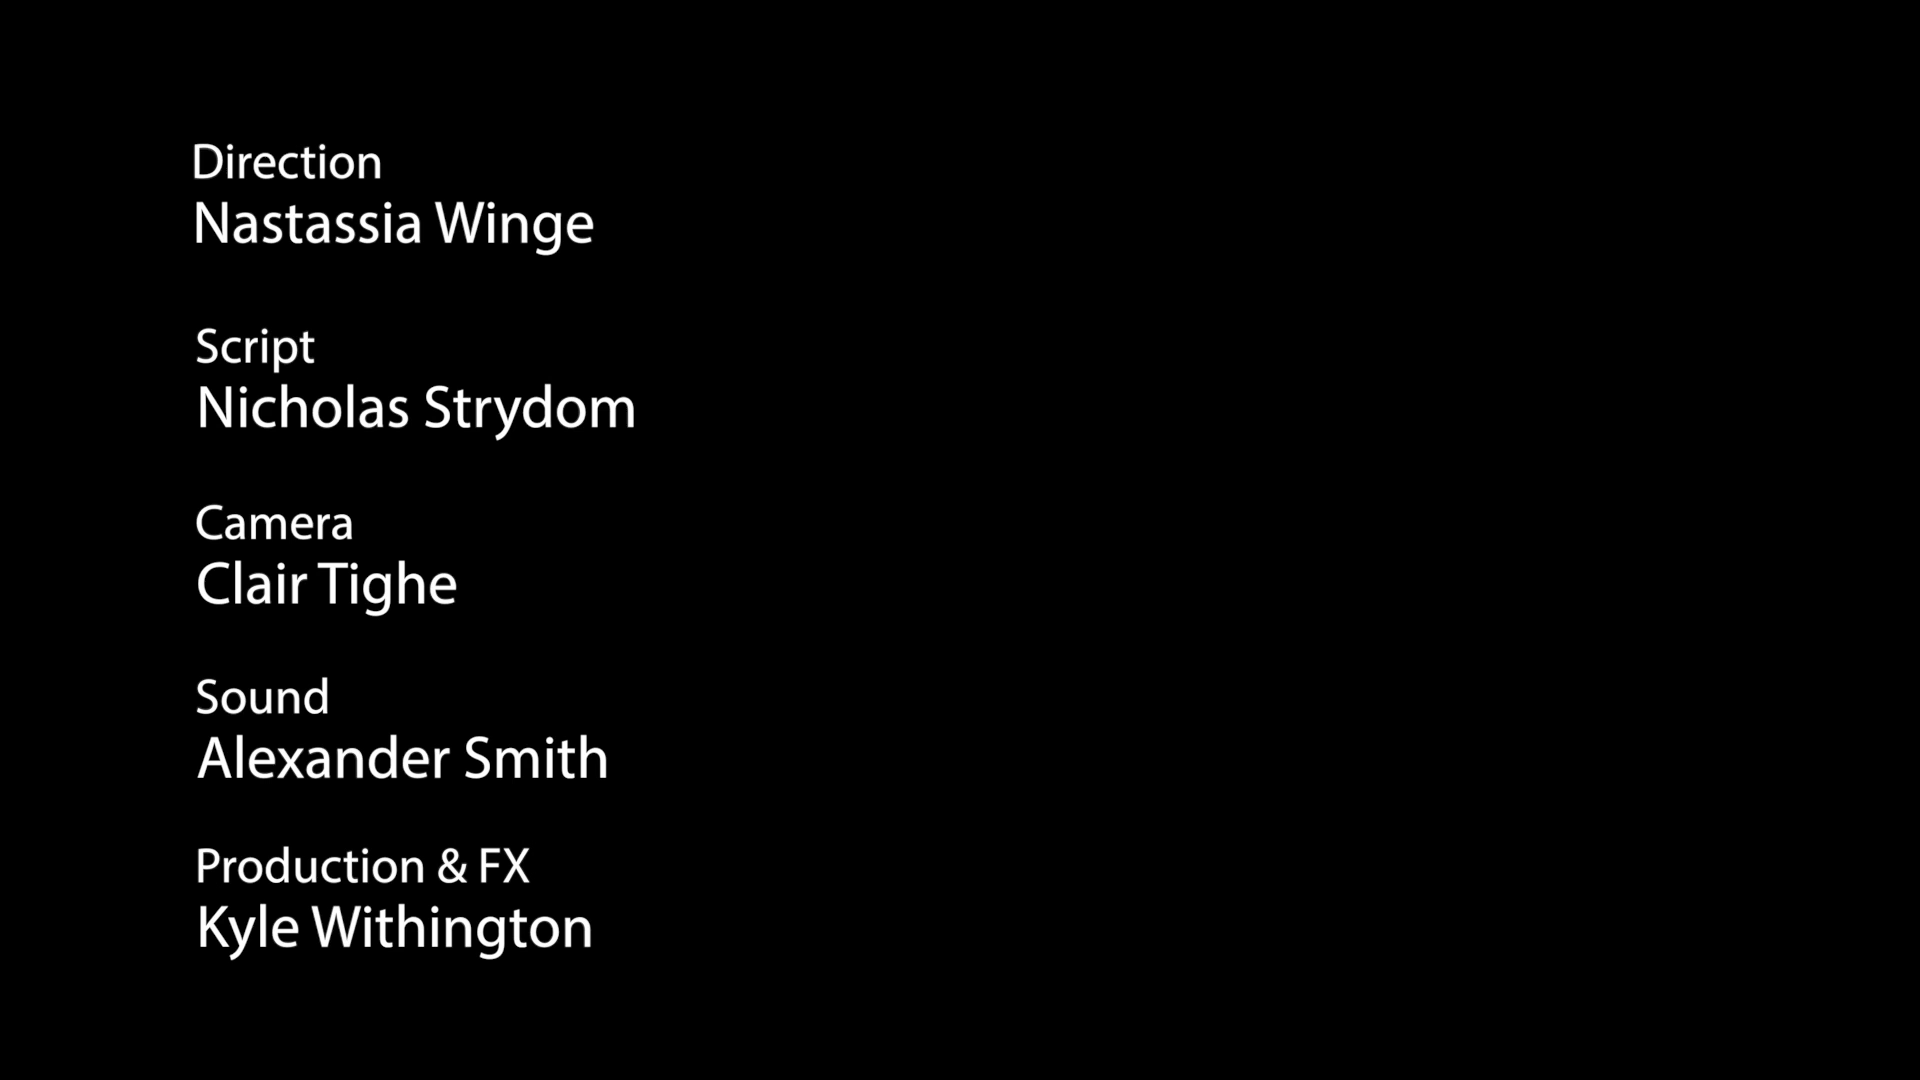 Direction
Nastassia Winge
Script
Nicholas Strydom
Camera
Clair Tighe
Sound
Alexander Smith
Production & FX
Kyle Withington